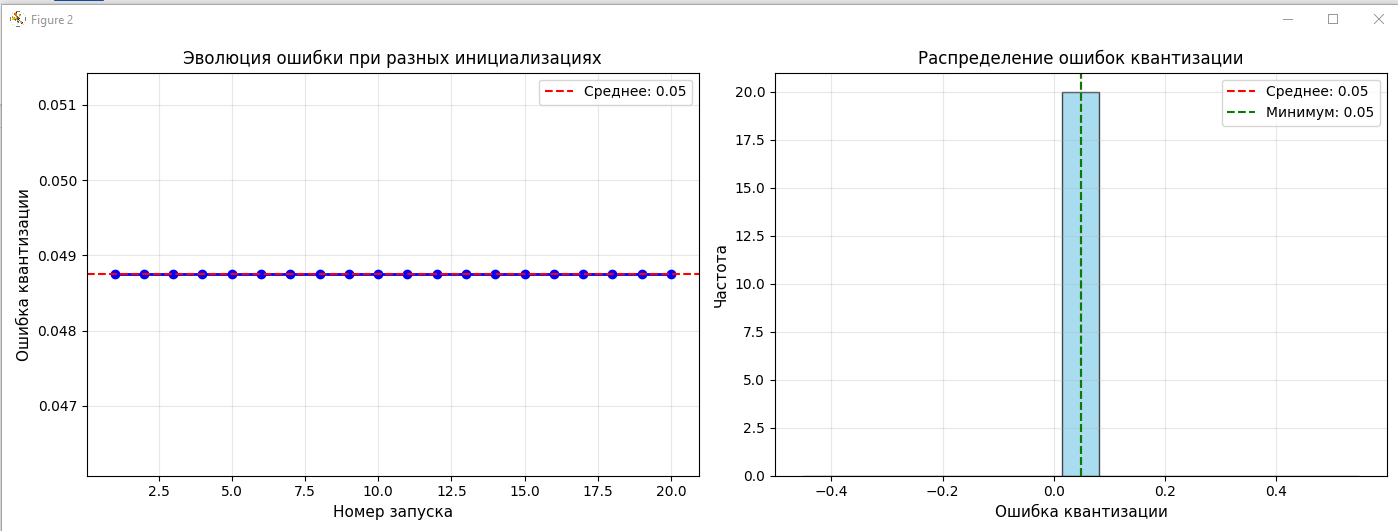 Figure 2
Эволюция ошибки при разных инициализациях
Среднее: 0.05
0.051
0.050
0.049
0.048
0.047
Ошибка квантизации
2.5 5.0 7.5 10.0 12.5 15.0 17.5 20.0
Номер запуска
Распределение ошибок квантизации
Среднее: 0.05
Минимум: 0.05
20.0
17.5
15.0
12.5
10.0
7.5
5.0
2.5
0.0
Частота
−0.4 −0.2 0.0 0.2 0.4
Ошибка квантизации